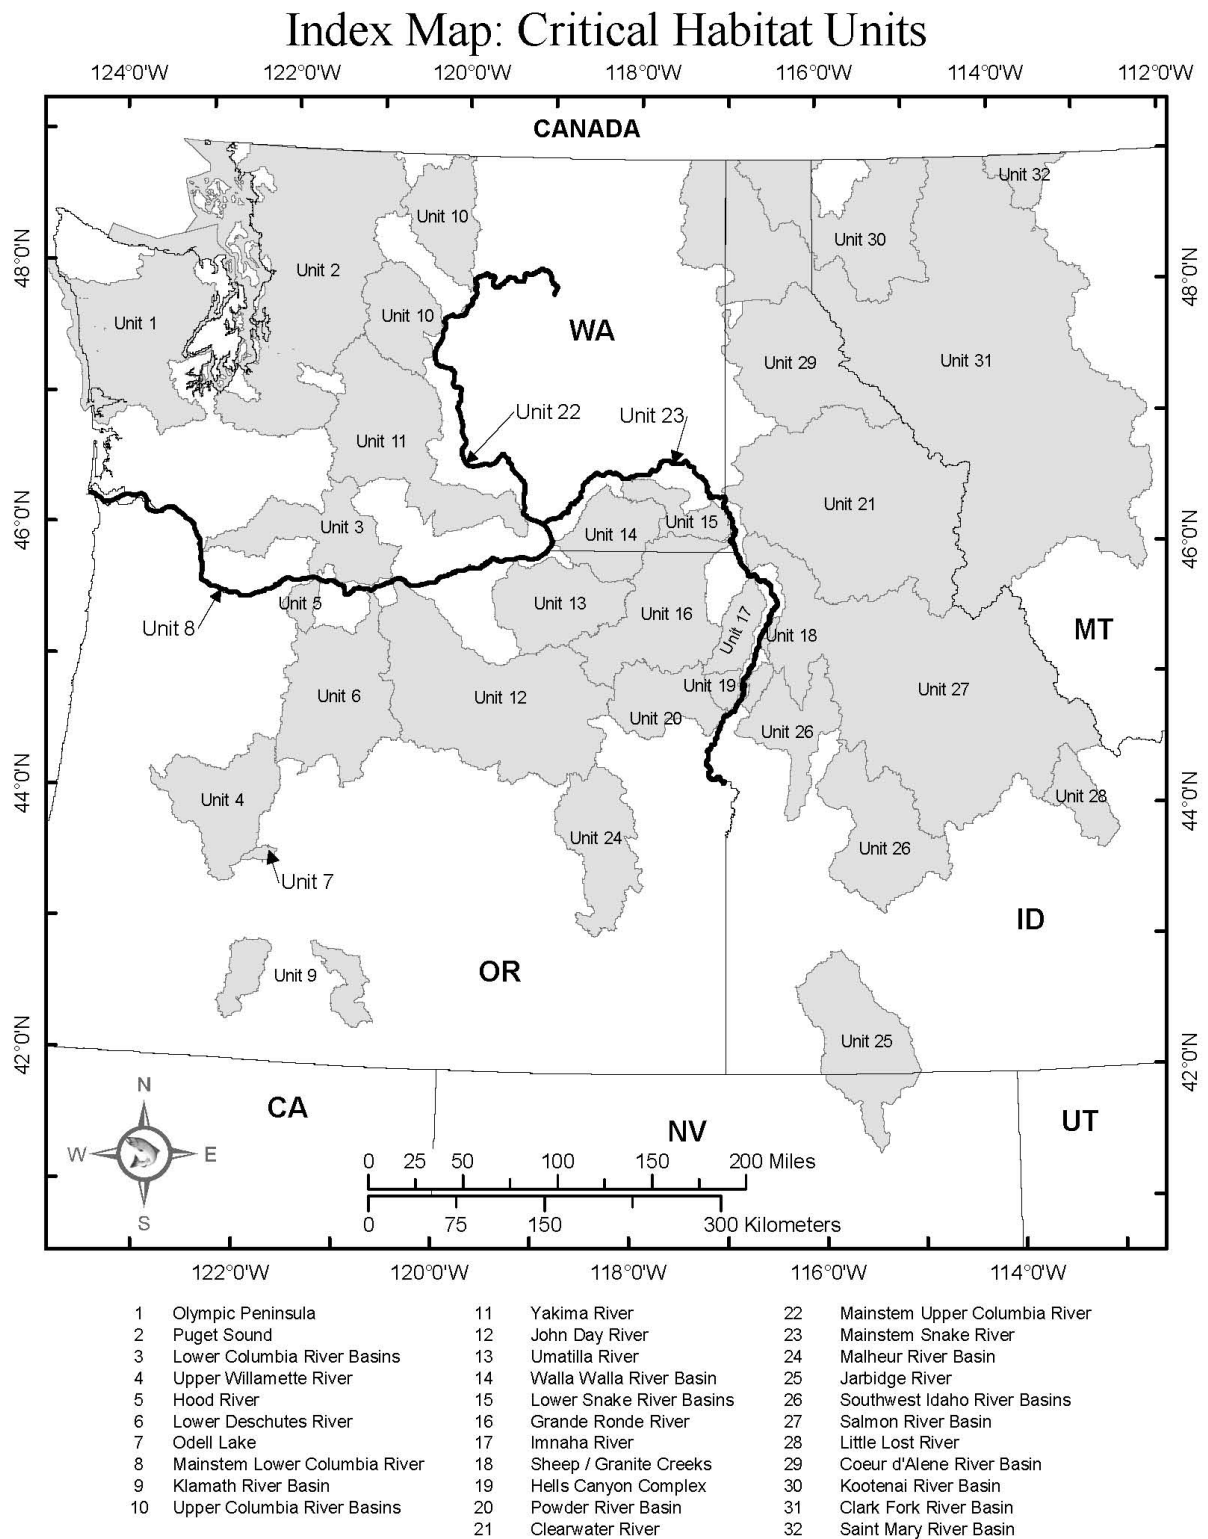 Index Map: Critical Habitat Units
124°0'W 122°0'W 120°0'W 118°0'W 116°0'W 114°0'W 112°0'W
CANADA
Unit 32
Unit 10
Unit 30
48°0'N
48°0'N
Unit 2
Unit 10
Unit 1
WA
Unit 29
Unit 31
Unit 22
Unit 23
Unit 11
Unit 21
46°0'N
46°0'N
Unit 3
Unit 14
Unit 15
Unit 5
Unit 13
Unit 16
Unit 17
Unit 18
Unit 8
MT
Unit 6
Unit 12
Unit 19
Unit 27
Unit 20
Unit 26
44°0'N
44°0'N
Unit 4
Unit 28
Unit 24
Unit 26
Unit 7
ID
OR
Unit 9
42°0'N
42°0'N
Unit 25
N
CA
UT
NV
W E
S
0 25 50 100 150 200 Miles
0 75 150 300 Kilometers
122°0'W 120°0'W 118°0'W 116°0'W 114°0'W
1 Olympic Peninsula
2 Puget Sound
3 Lower Columbia River Basins
4 Upper Willamette River
5 Hood River
6 Lower Deschutes River
7 Odell Lake
8 Mainstem Lower Columbia River
9 Klamath River Basin
10 Upper Columbia River Basins
11 Yakima River
12 John Day River
13 Umatilla River
14 Walla Walla River Basin
15 Lower Snake River Basins
16 Grande Ronde River
17 Imnaha River
18 Sheep / Granite Creeks
19 Hells Canyon Complex
20 Powder River Basin
21 Clearwater River
22 Mainstem Upper Columbia River
23 Mainstem Snake River
24 Malheur River Basin
25 Jarbidge River
26 Southwest Idaho River Basins
27 Salmon River Basin
28 Little Lost River
29 Coeur d'Alene River Basin
30 Kootenai River Basin
31 Clark Fork River Basin
32 Saint Mary River Basin